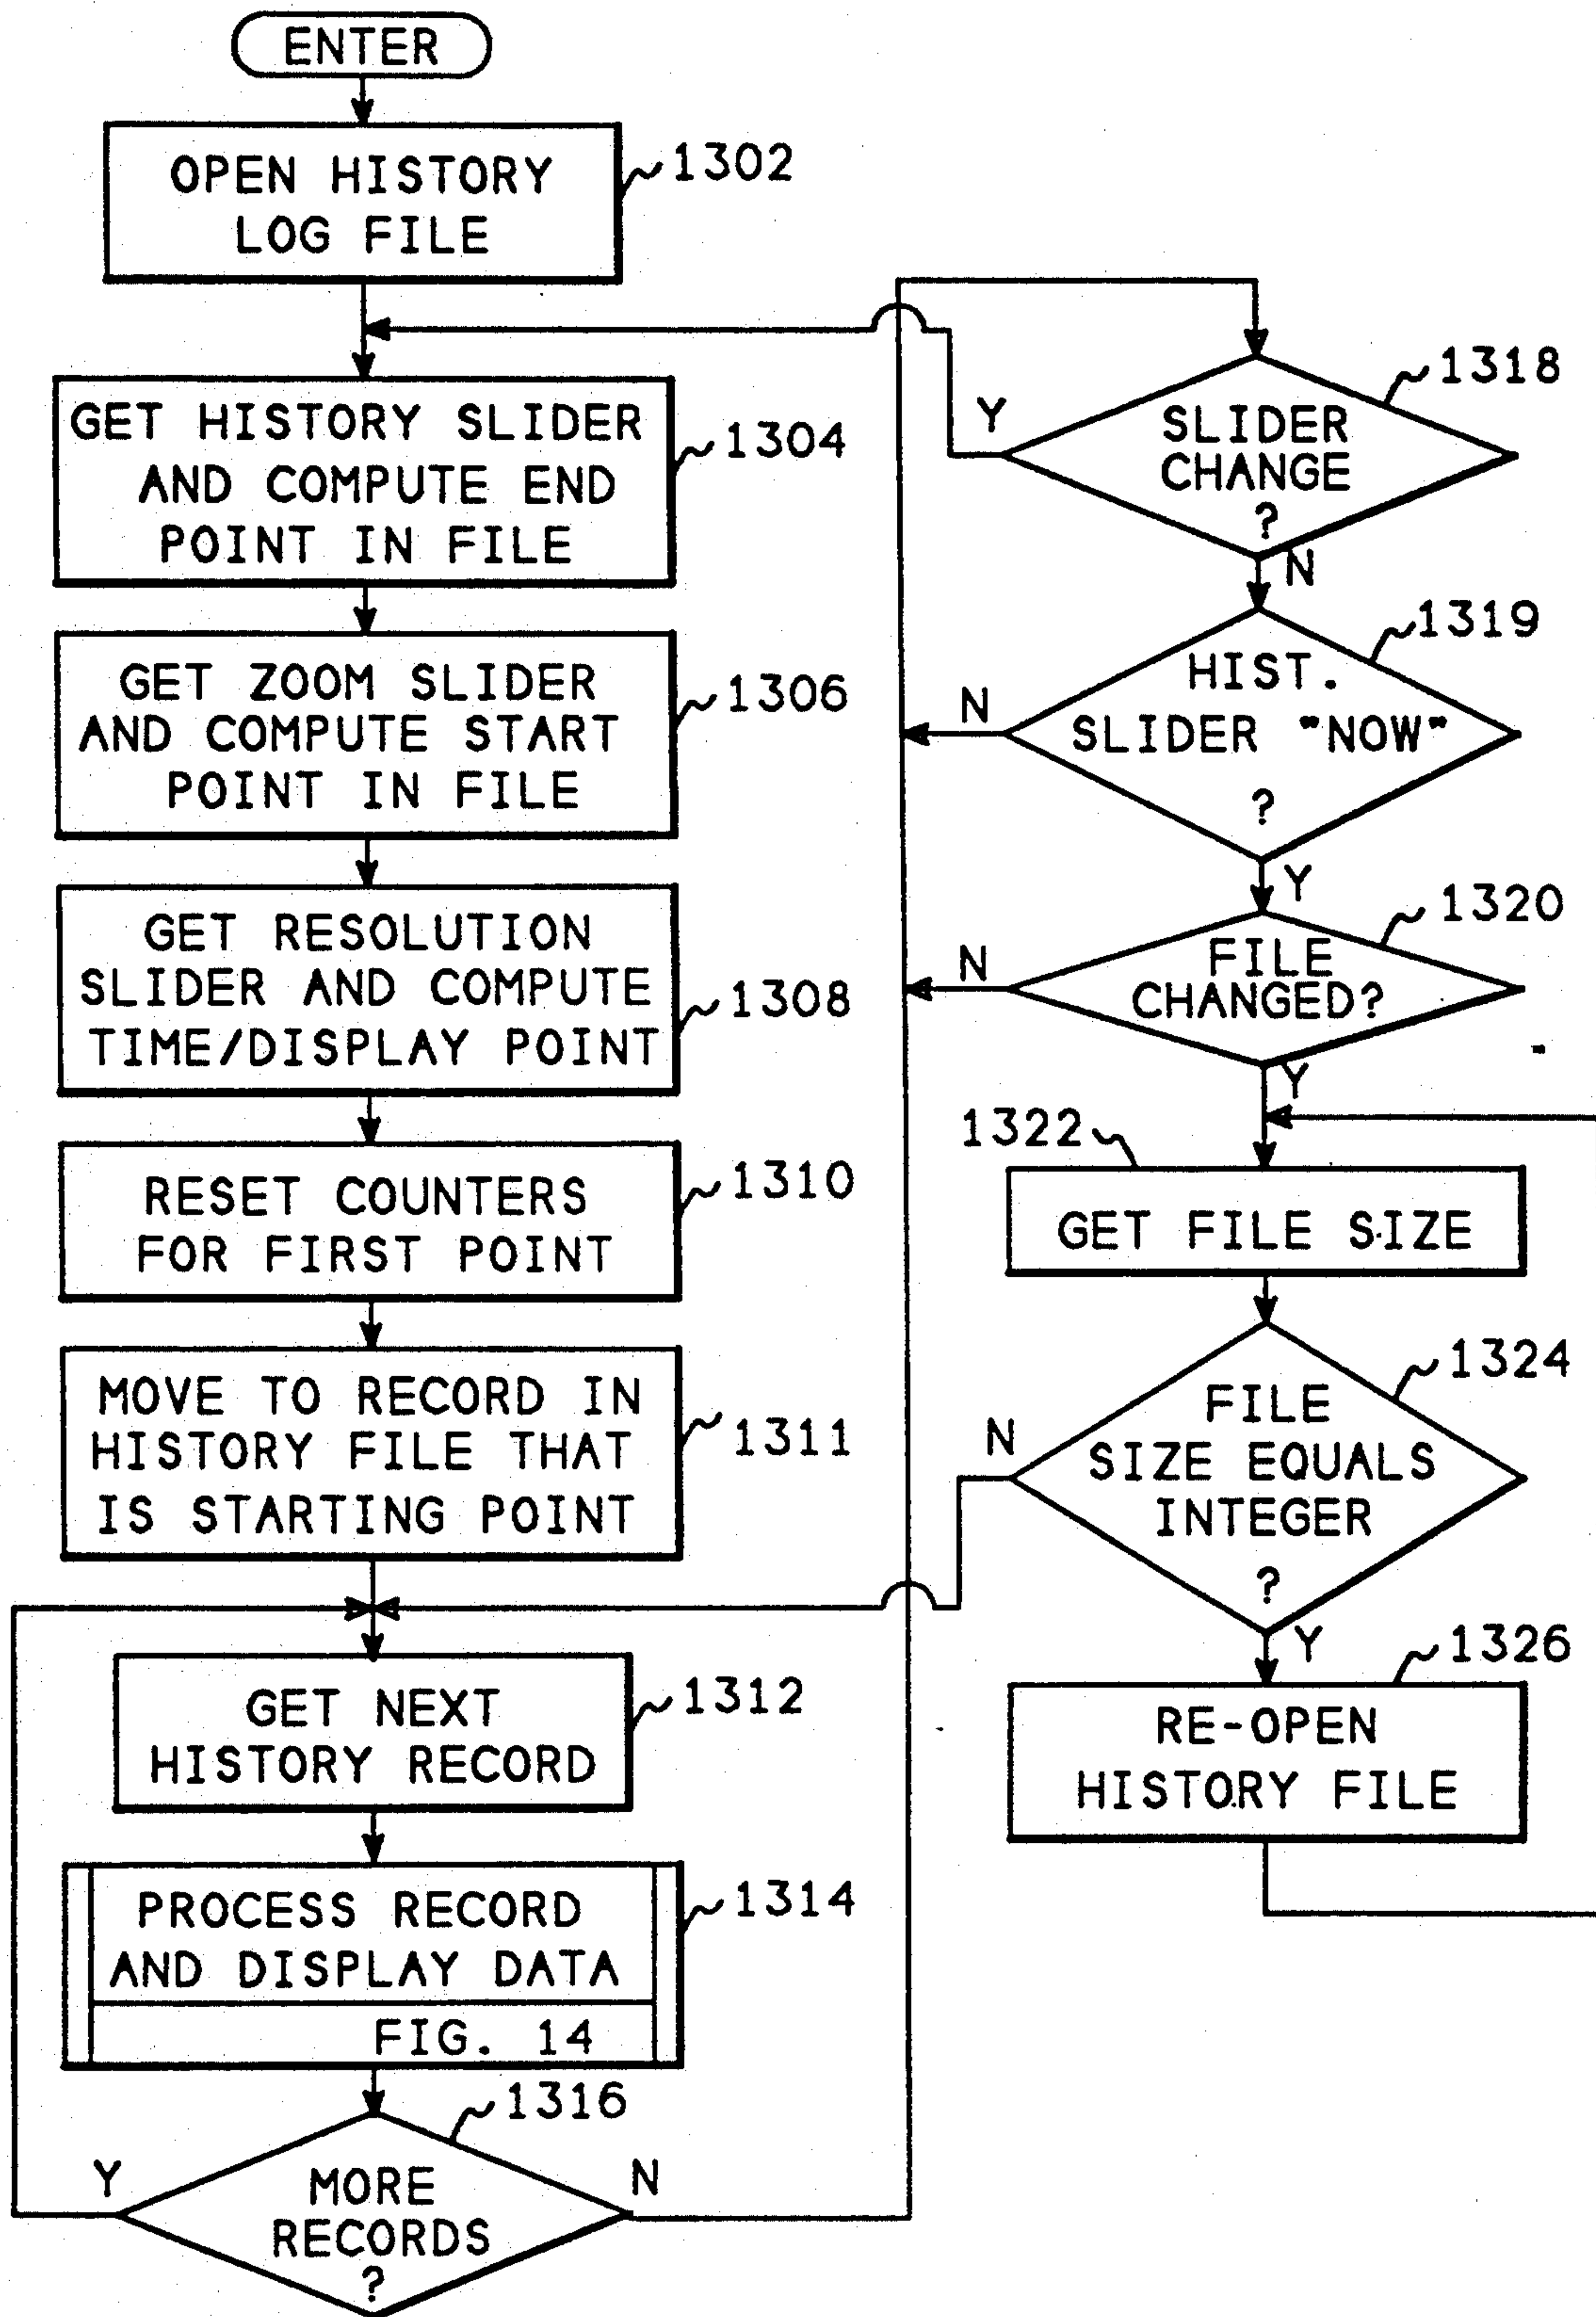 ENTER
OPEN HISTORY
LOG FILE
1302
GET HISTORY SLIDER
AND COMPUTE END
POINT IN FILE
1304
GET ZOOM SLIDER
AND COMPUTE START
POINT IN FILE
1306
GET RESOLUTION
SLIDER AND COMPUTE
TIME/DISPLAY POINT
1308
RESET COUNTERS
FOR FIRST POINT
1310
MOVE TO RECORD IN
HISTORY FILE THAT
IS STARTING POINT
1311
GET NEXT
HISTORY RECORD
1312
PROCESS RECORD
AND DISPLAY DATA
FIG. 14
1314
1316
Y
MORE
RECORDS
?
N
1318
Y
SLIDER
CHANGE
?
N
1319
HIST.
N
SLIDER "NOW"
?
Y
1320
N
FILE
CHANGED?
Y
1322
GET FILE SIZE
1324
N
FILE
SIZE EQUALS
INTEGER
?
Y
1326
RE-OPEN
HISTORY FILE